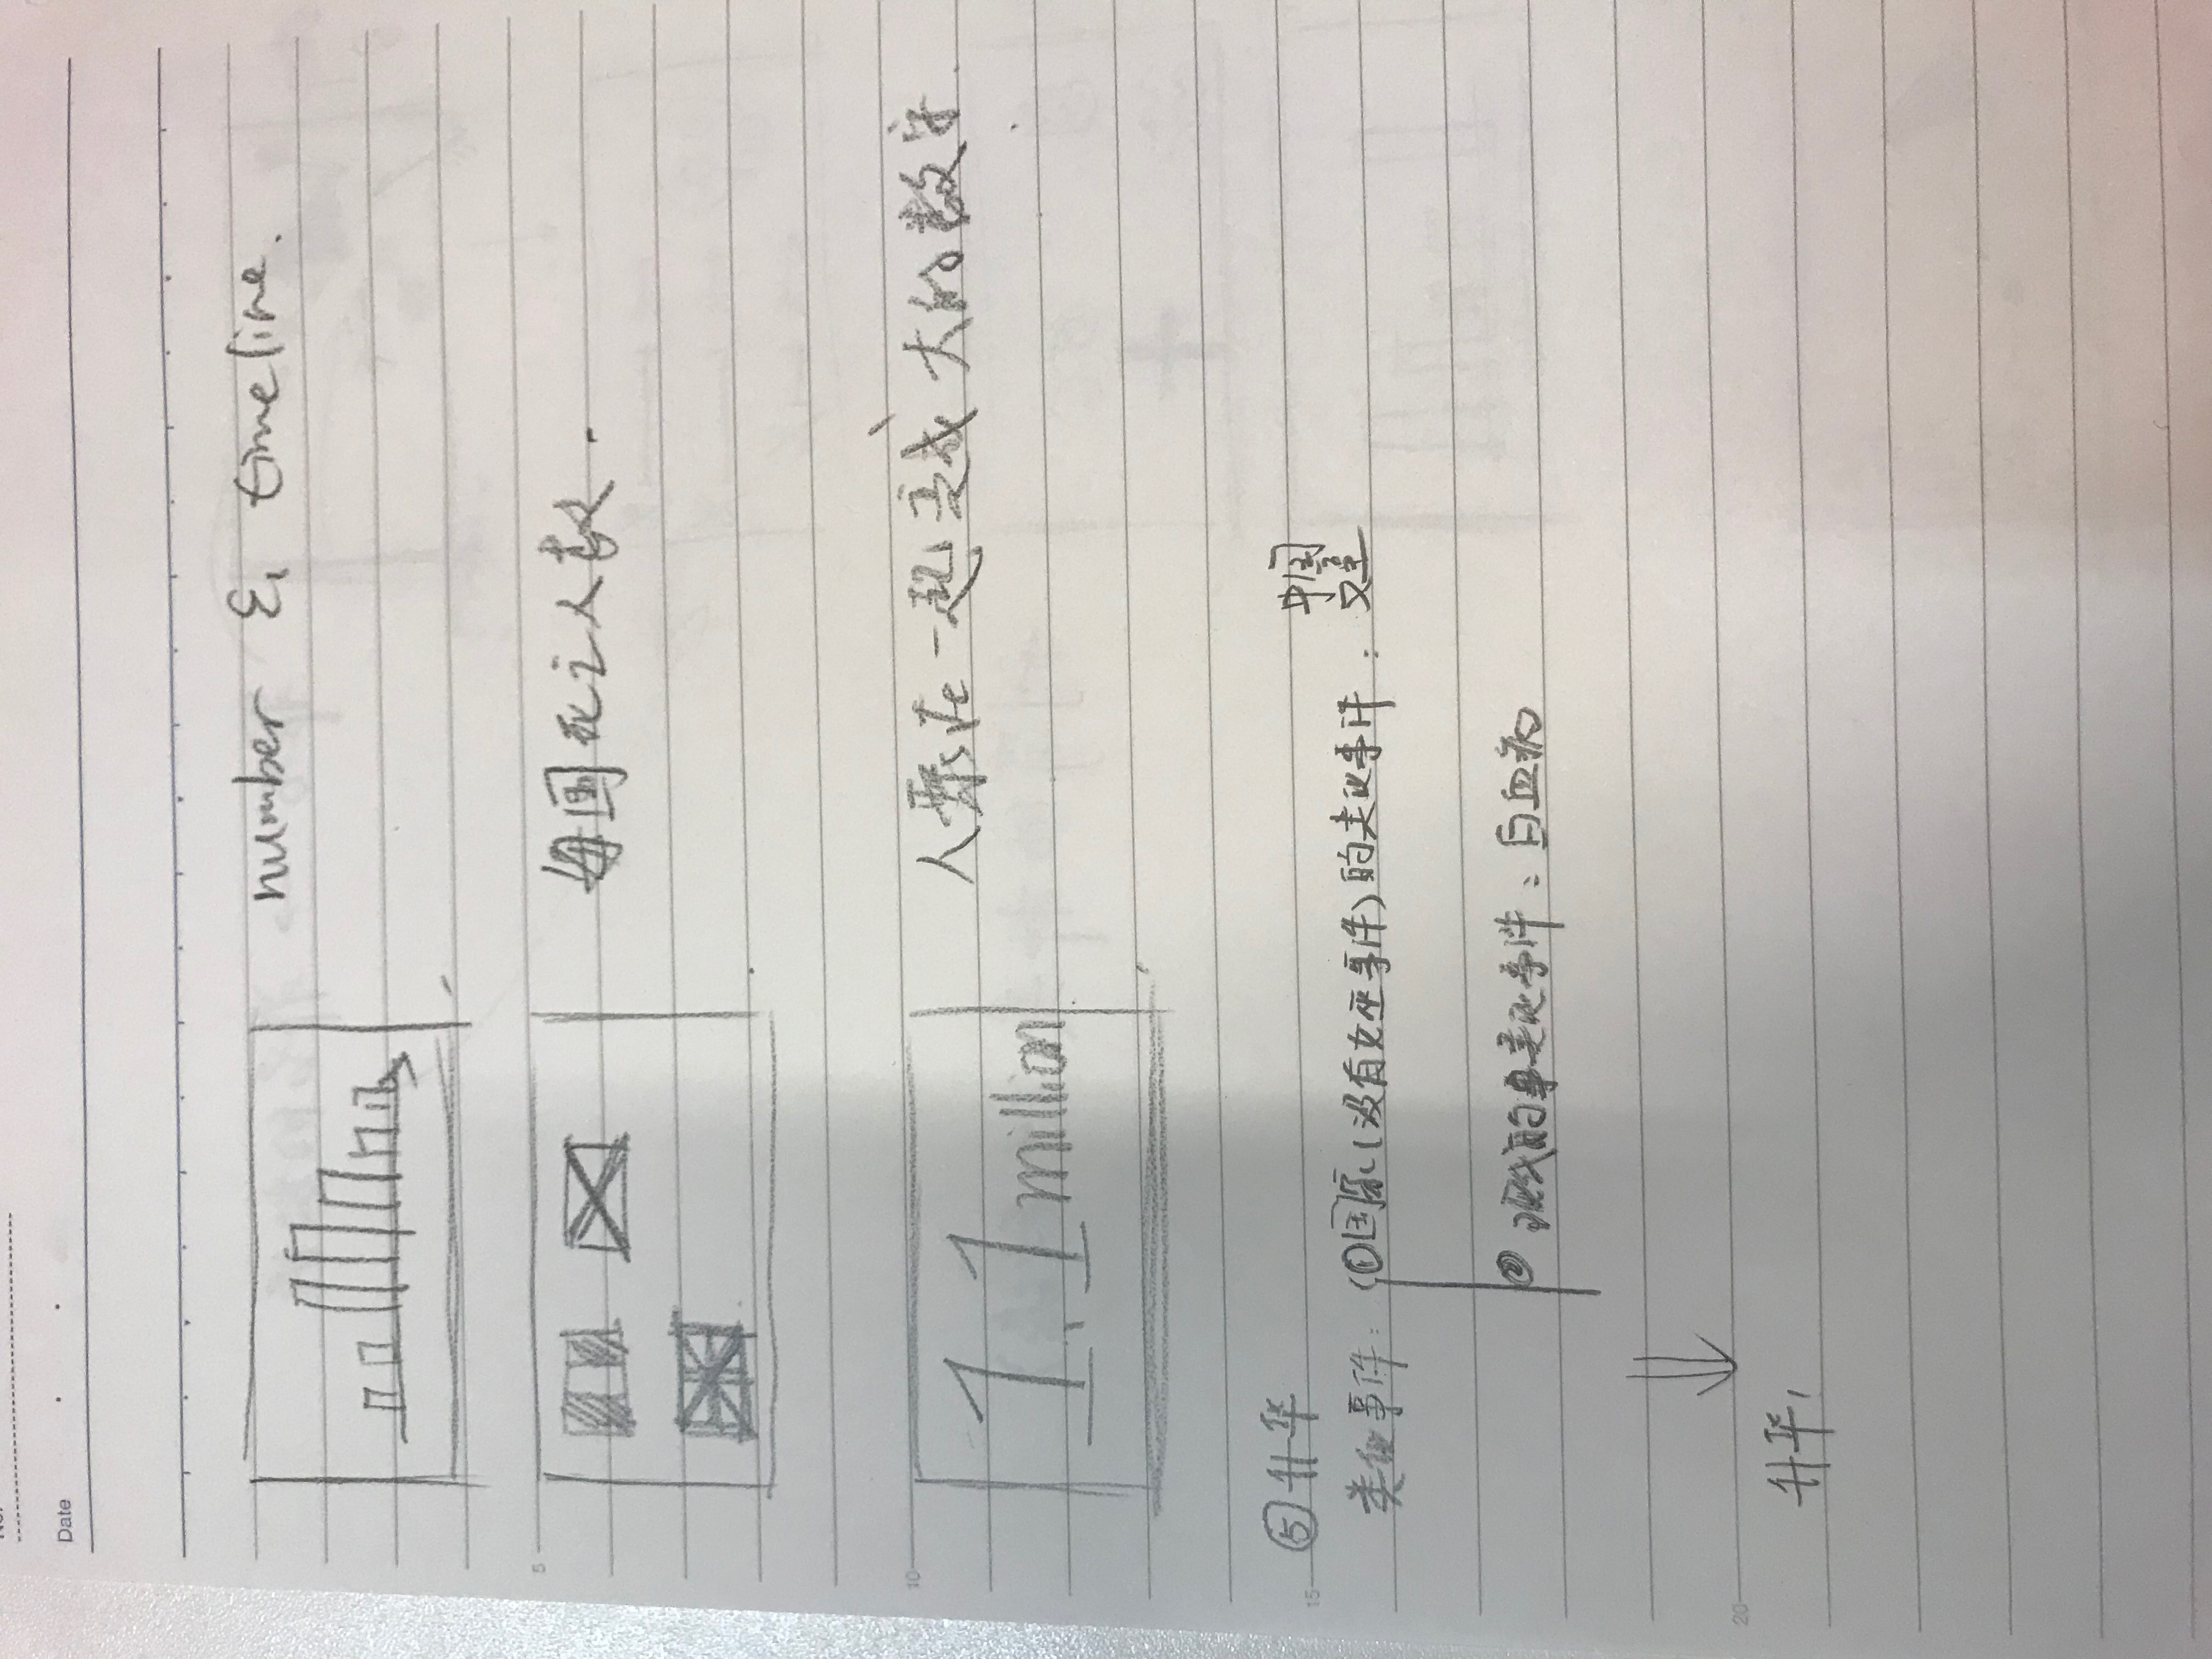 Date
number & timeline.
5
每国死亡人数.
10
人聚在一起变成大的数字.
1.1 million
⑤升华
15
中国
类似事件: ①国家(没有女巫事件)的类似事件: 文革
②现代的类似事件: 白血病
20
升华,